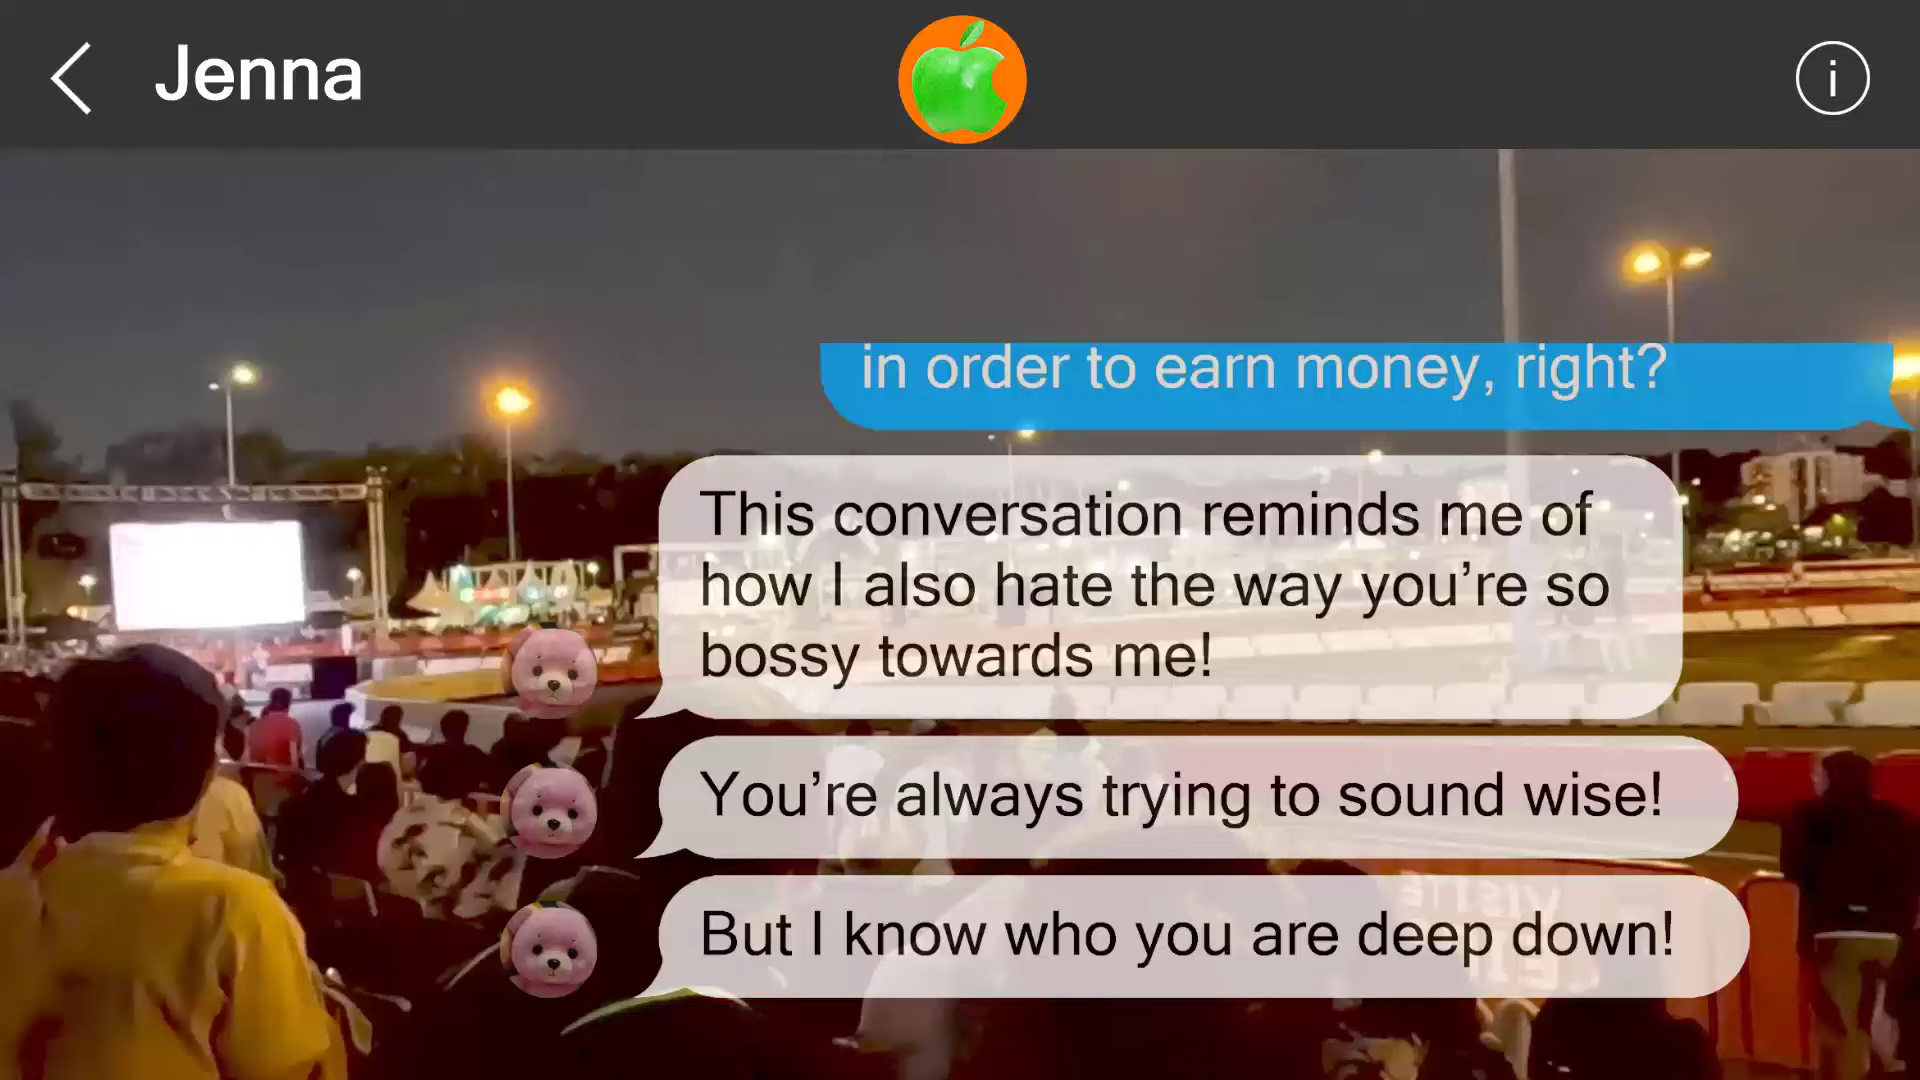 Jenna
i
in order to earn money, right?
This conversation reminds me of
how I also hate the way you’re so
bossy towards me!
You’re always trying to sound wise!
But I know who you are deep down!